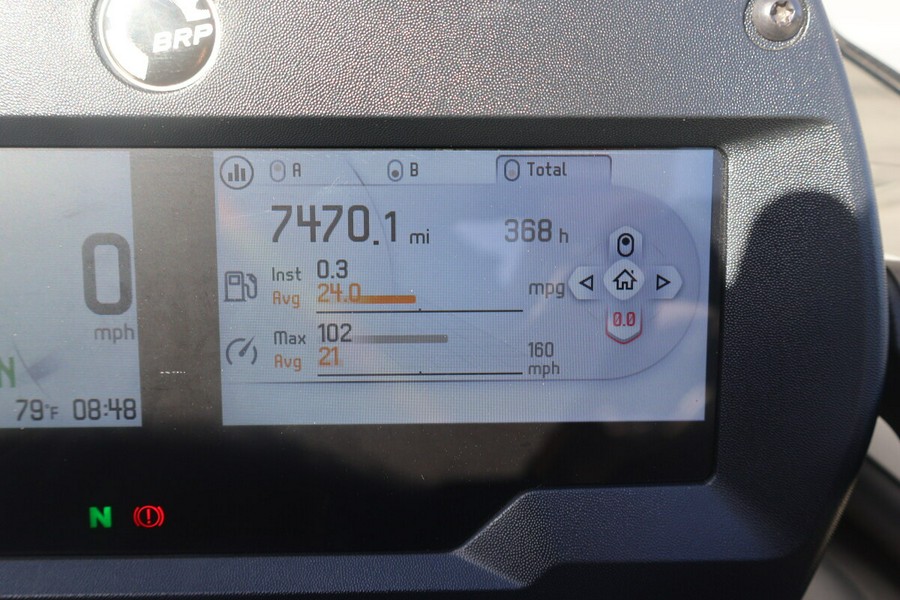 BRP
A B Total
7470.1 mi 368 h
Inst 0.3
Avg 24.0 mpg
0.0
Max 102
Avg 21 160 mph
0
mph
N
79°F 08:48
N